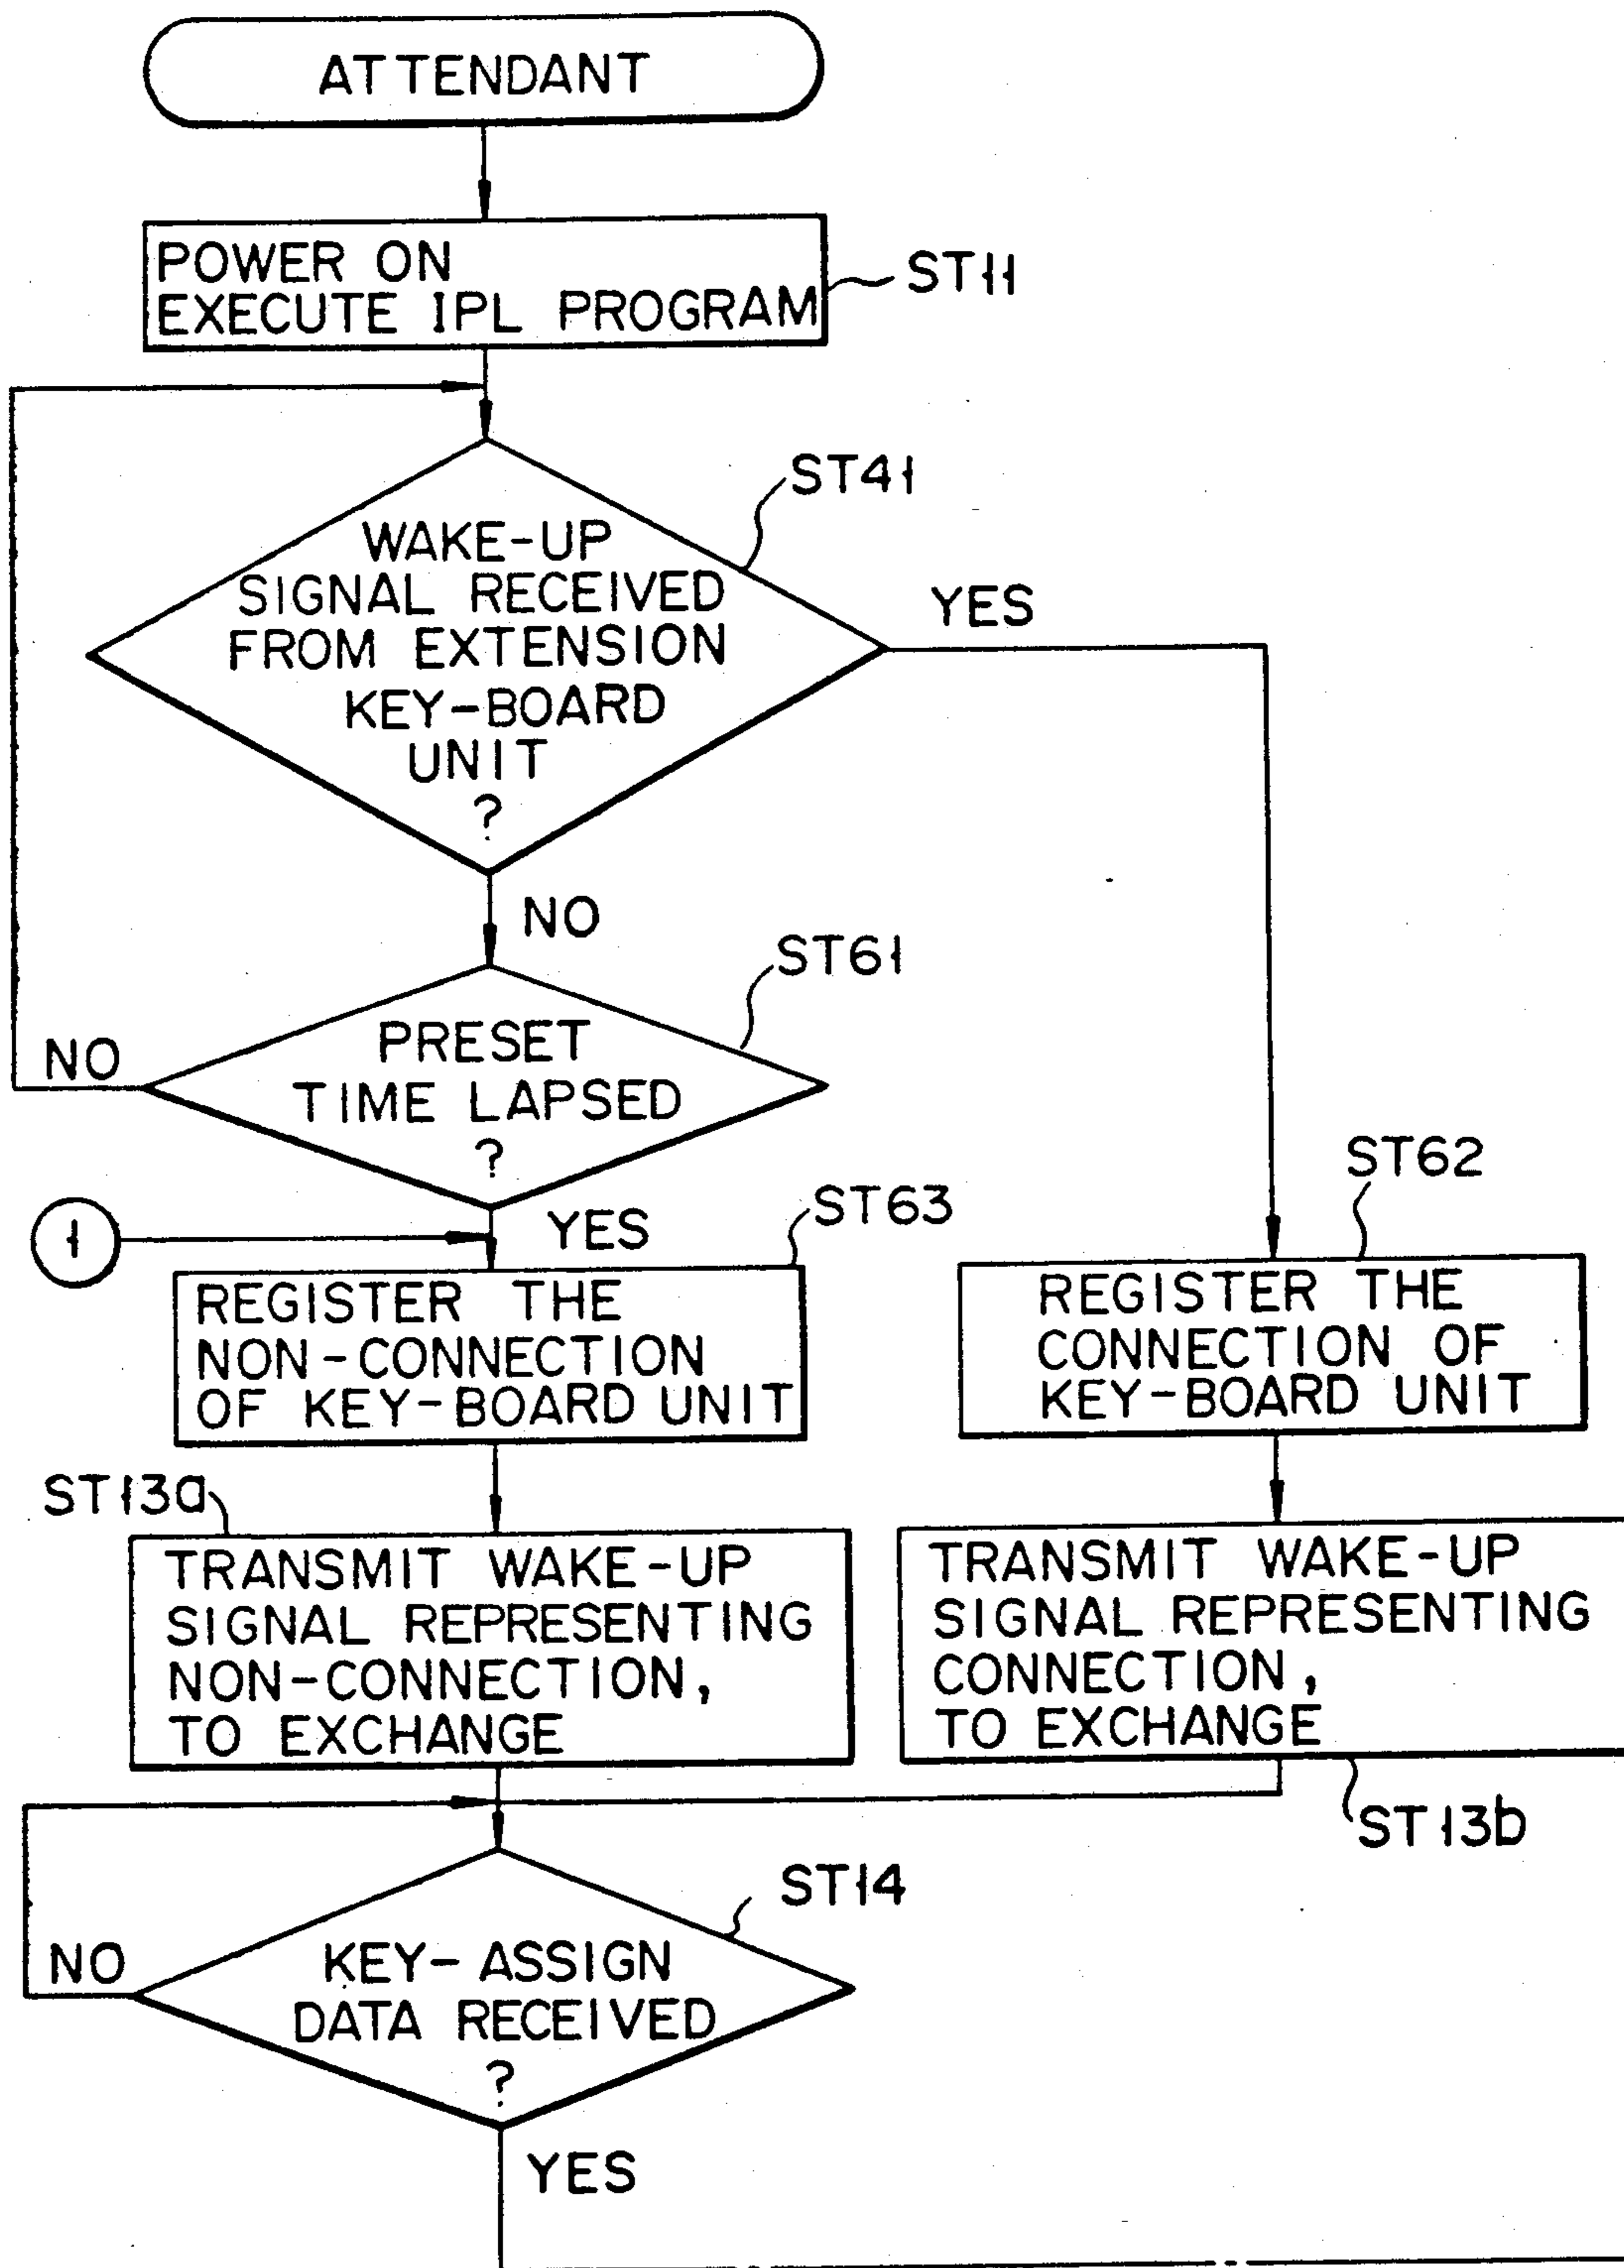 ATTENDANT
POWER ON
EXECUTE IPL PROGRAM
ST11
ST41
WAKE-UP
SIGNAL RECEIVED
FROM EXTENSION
KEY-BOARD
UNIT
?
YES
NO
ST61
PRESET
TIME LAPSED
?
NO
YES
1
ST63
REGISTER THE
NON-CONNECTION
OF KEY-BOARD UNIT
ST62
REGISTER THE
CONNECTION OF
KEY-BOARD UNIT
ST13a
TRANSMIT WAKE-UP
SIGNAL REPRESENTING
NON-CONNECTION,
TO EXCHANGE
TRANSMIT WAKE-UP
SIGNAL REPRESENTING
CONNECTION,
TO EXCHANGE
ST13b
ST14
KEY-ASSIGN
DATA RECEIVED
?
NO
YES